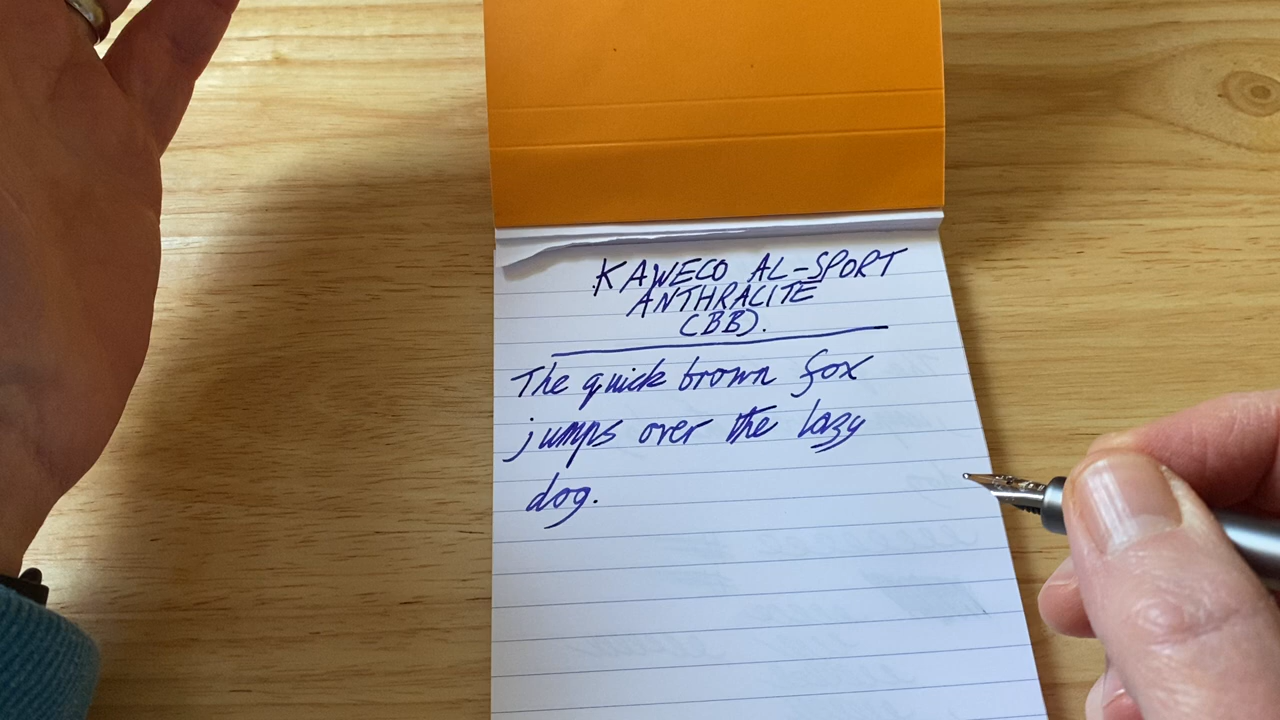 KAWECO AL-SPORT
ANTHRACITE
(BB).
The quick brown fox
jumps over the lazy
dog.